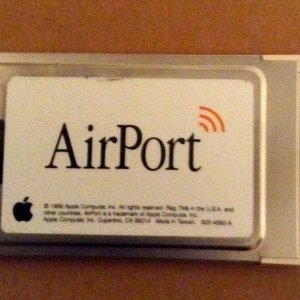 AirPort
© 1999 Apple Computer, Inc. All rights reserved. Reg. TMs in the U.S.A. and
other countries. AirPort is a trademark of Apple Computer, Inc.
Apple Computer, Inc. Cupertino, CA 95014 Made in Taiwan